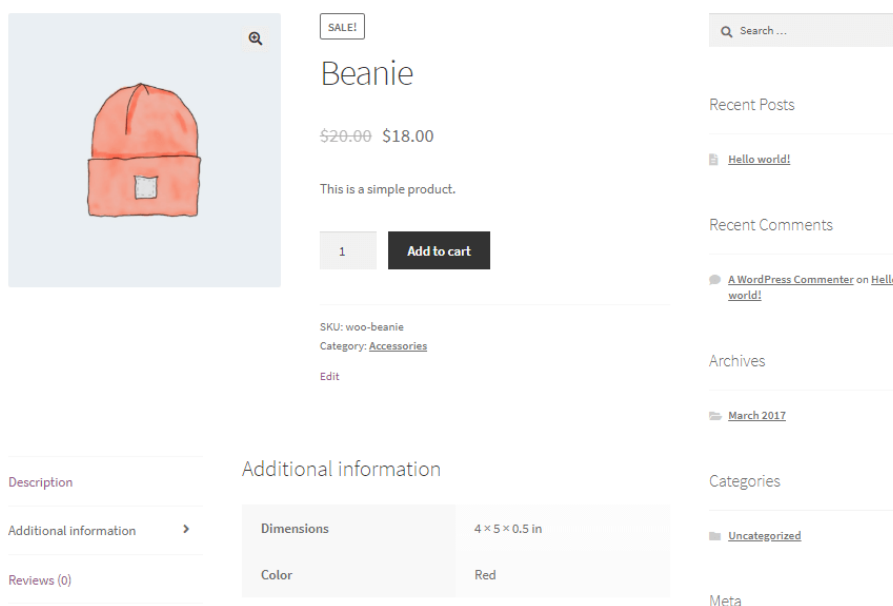 SALE!
Beanie
$20.00 $18.00
This is a simple product.
1
Add to cart
SKU: woo-beanie
Category: Accessories
Edit
Description
Additional information
Reviews (0)
Additional information
Dimensions 4 × 5 × 0.5 in
Color Red
Search ...
Recent Posts
Hello world!
Recent Comments
A WordPress Commenter on Hello
world!
Archives
March 2017
Categories
Uncategorized
Meta